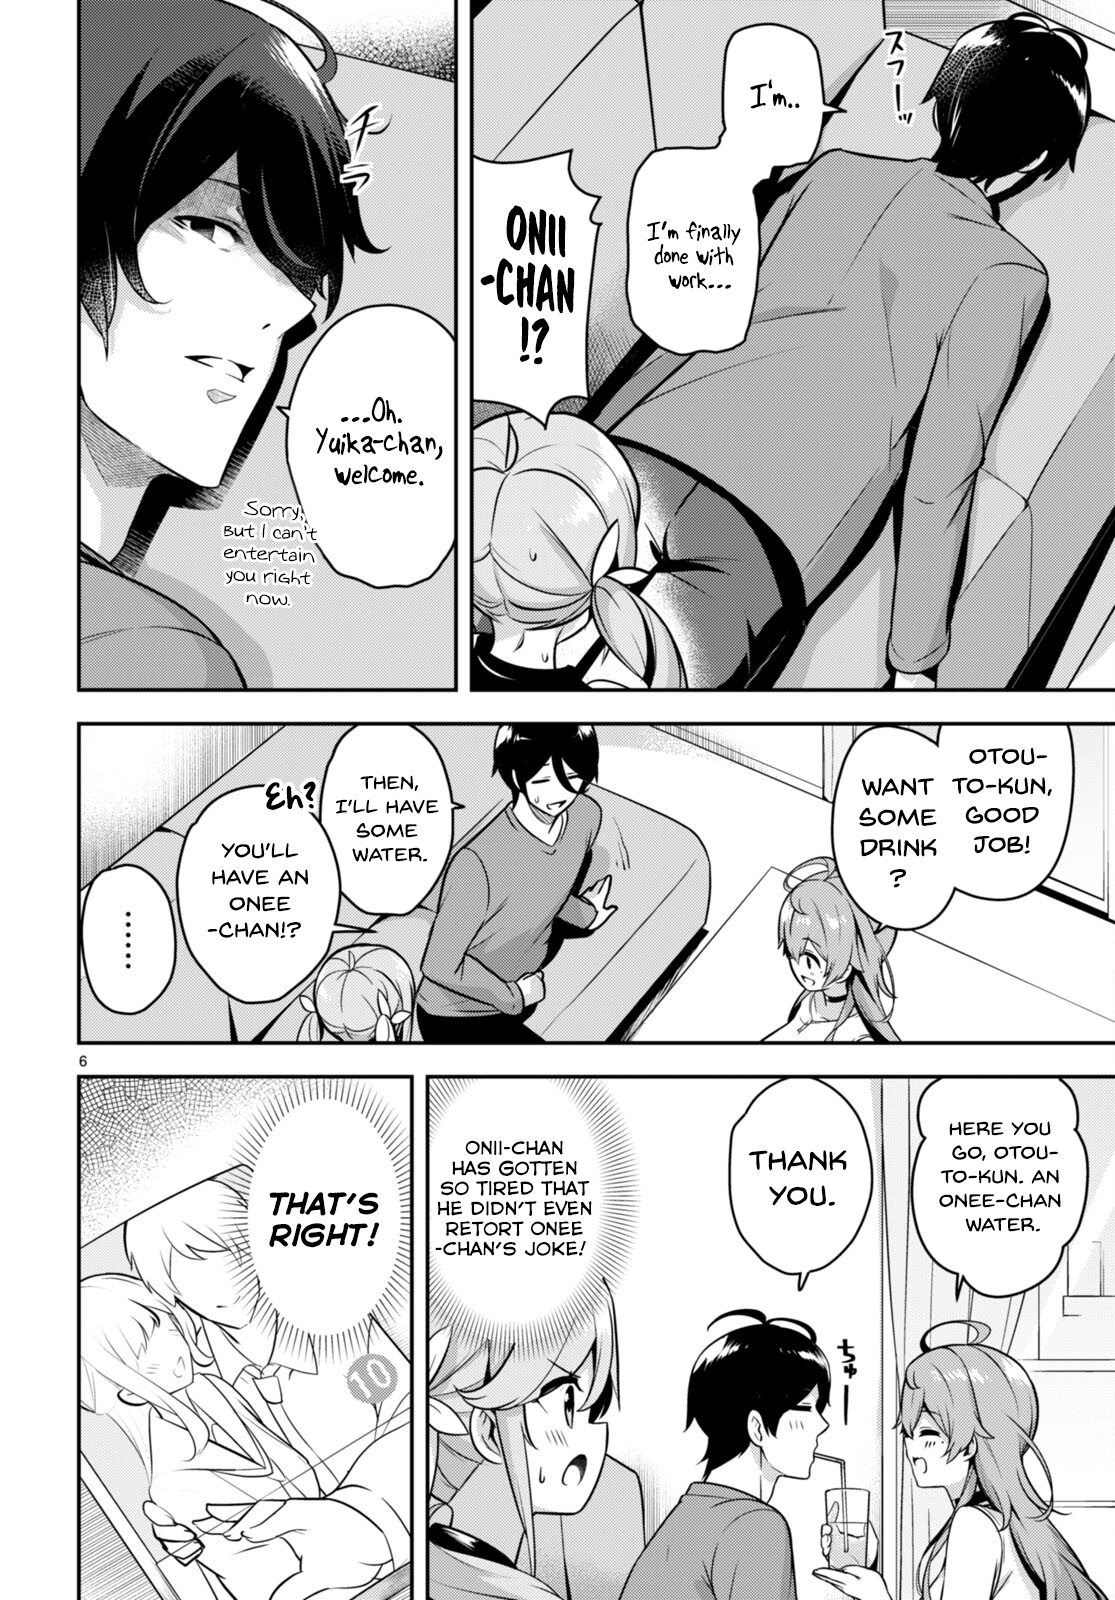 スフーッ
I'm..
I'm finally
done with
work...
ONII
-CHAN
!?
チラ
...Oh.
Yuika-chan,
welcome.
Sorry,
But I can't
entertain
you right
now.
OTOU-
TO-KUN,
GOOD
JOB!
WANT
SOME
DRINK
?
THEN,
I'LL HAVE
SOME
WATER.
Eh?
YOU'LL
HAVE AN
ONEE
-CHAN!?
......
6
HERE YOU
GO, OTOU-
TO-KUN. AN
ONEE-CHAN
WATER.
THANK
YOU.
ちゅー
ONII-CHAN
HAS GOTTEN
SO TIRED THAT
HE DIDN'T EVEN
RETORT ONEE
-CHAN'S JOKE!
THAT'S
RIGHT!
10